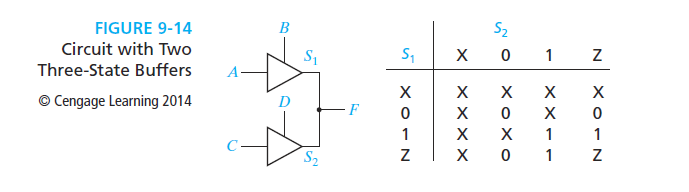 FIGURE 9-14
Circuit with Two
Three-State Buffers
© Cengage Learning 2014
B
S1
A
D
F
C
S2
S2
S1 X 0 1 Z
X X X X X
0 X 0 X 0
1 X X 1 1
Z X 0 1 Z